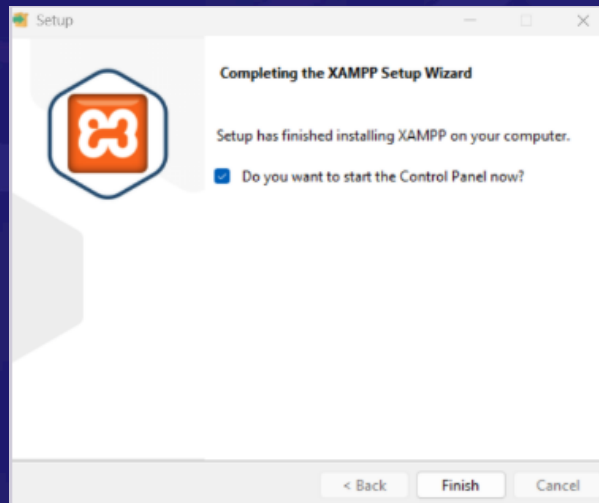 Setup
Completing the XAMPP Setup Wizard
Setup has finished installing XAMPP on your computer.
Do you want to start the Control Panel now?
< Back
Finish
Cancel